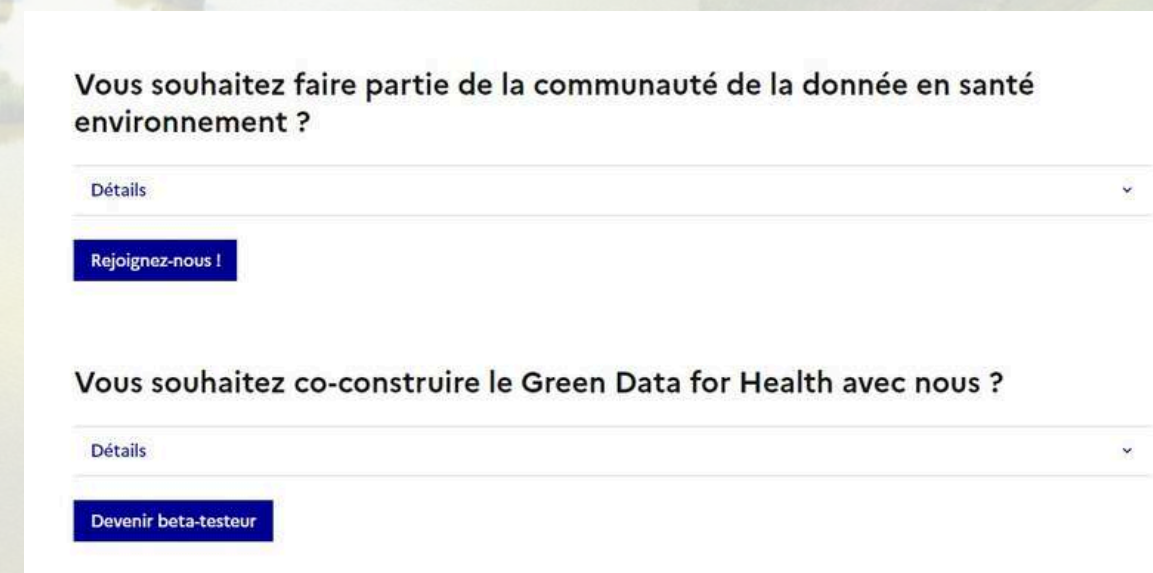 Vous souhaitez faire partie de la communauté de la donnée en santé
environnement ?
Détails
Rejoignez-nous !
Vous souhaitez co-construire le Green Data for Health avec nous ?
Détails
Devenir beta-testeur